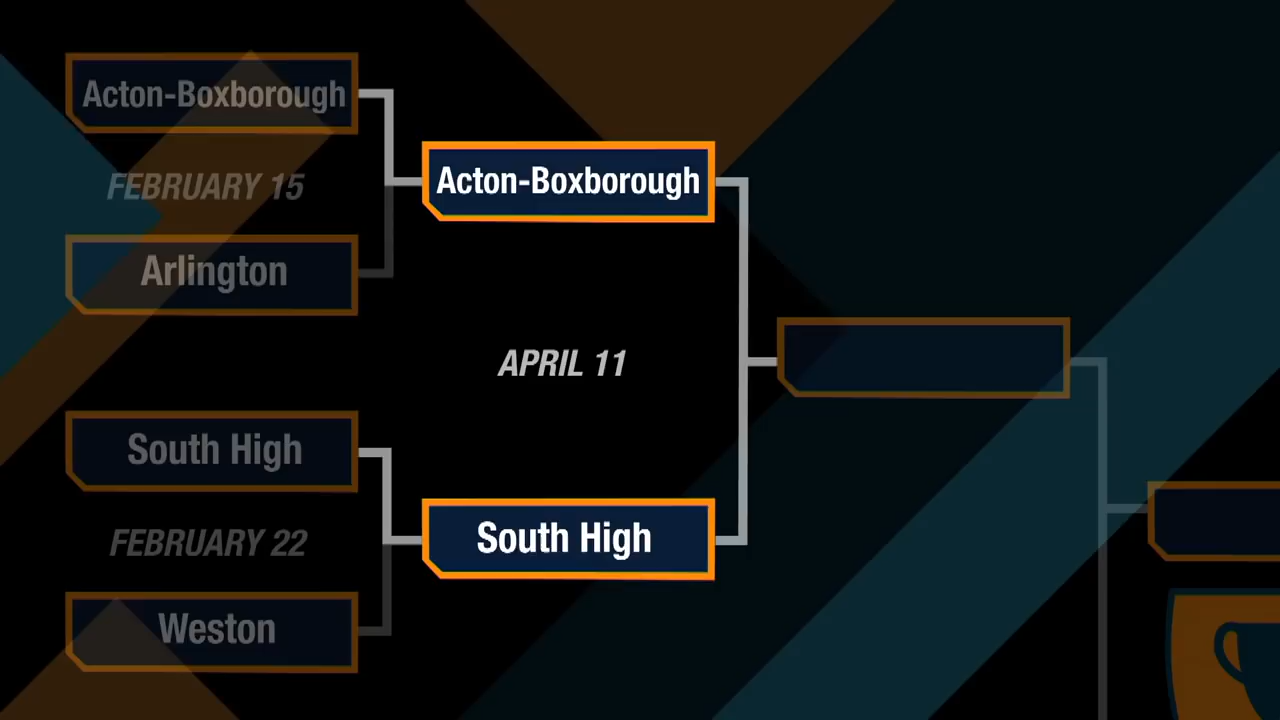 Acton-Boxborough
FEBRUARY 15
Arlington
South High
FEBRUARY 22
Weston
Acton-Boxborough
APRIL 11
South High